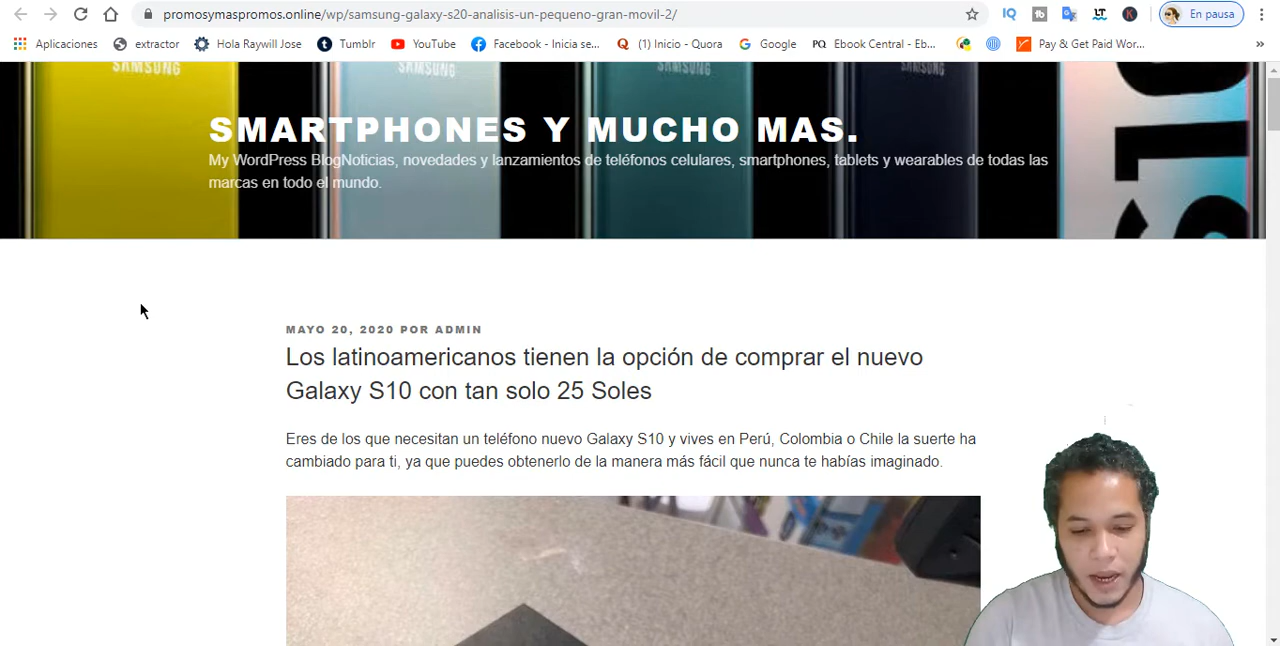 promosymaspromos.online/wp/samsung-galaxy-s20-analisis-un-pequeno-gran-movil-2/
IQ
tb
LT
K
En pausa
Aplicaciones
extractor
Hola Raywill Jose
t Tumblr
YouTube
Facebook - Inicia se...
Q (1) Inicio - Quora
G Google
PQ Ebook Central - Eb...
Pay & Get Paid Wor...
»
SAMSUNG SAMSUNG SAMSUNG SAMSUNG
SMARTPHONES Y MUCHO MAS.
My WordPress BlogNoticias, novedades y lanzamientos de teléfonos celulares, smartphones, tablets y wearables de todas las
marcas en todo el mundo.
MAYO 20, 2020 POR ADMIN
Los latinoamericanos tienen la opción de comprar el nuevo
Galaxy S10 con tan solo 25 Soles
Eres de los que necesitan un teléfono nuevo Galaxy S10 y vives en Perú, Colombia o Chile la suerte ha
cambiado para ti, ya que puedes obtenerlo de la manera más fácil que nunca te habías imaginado.